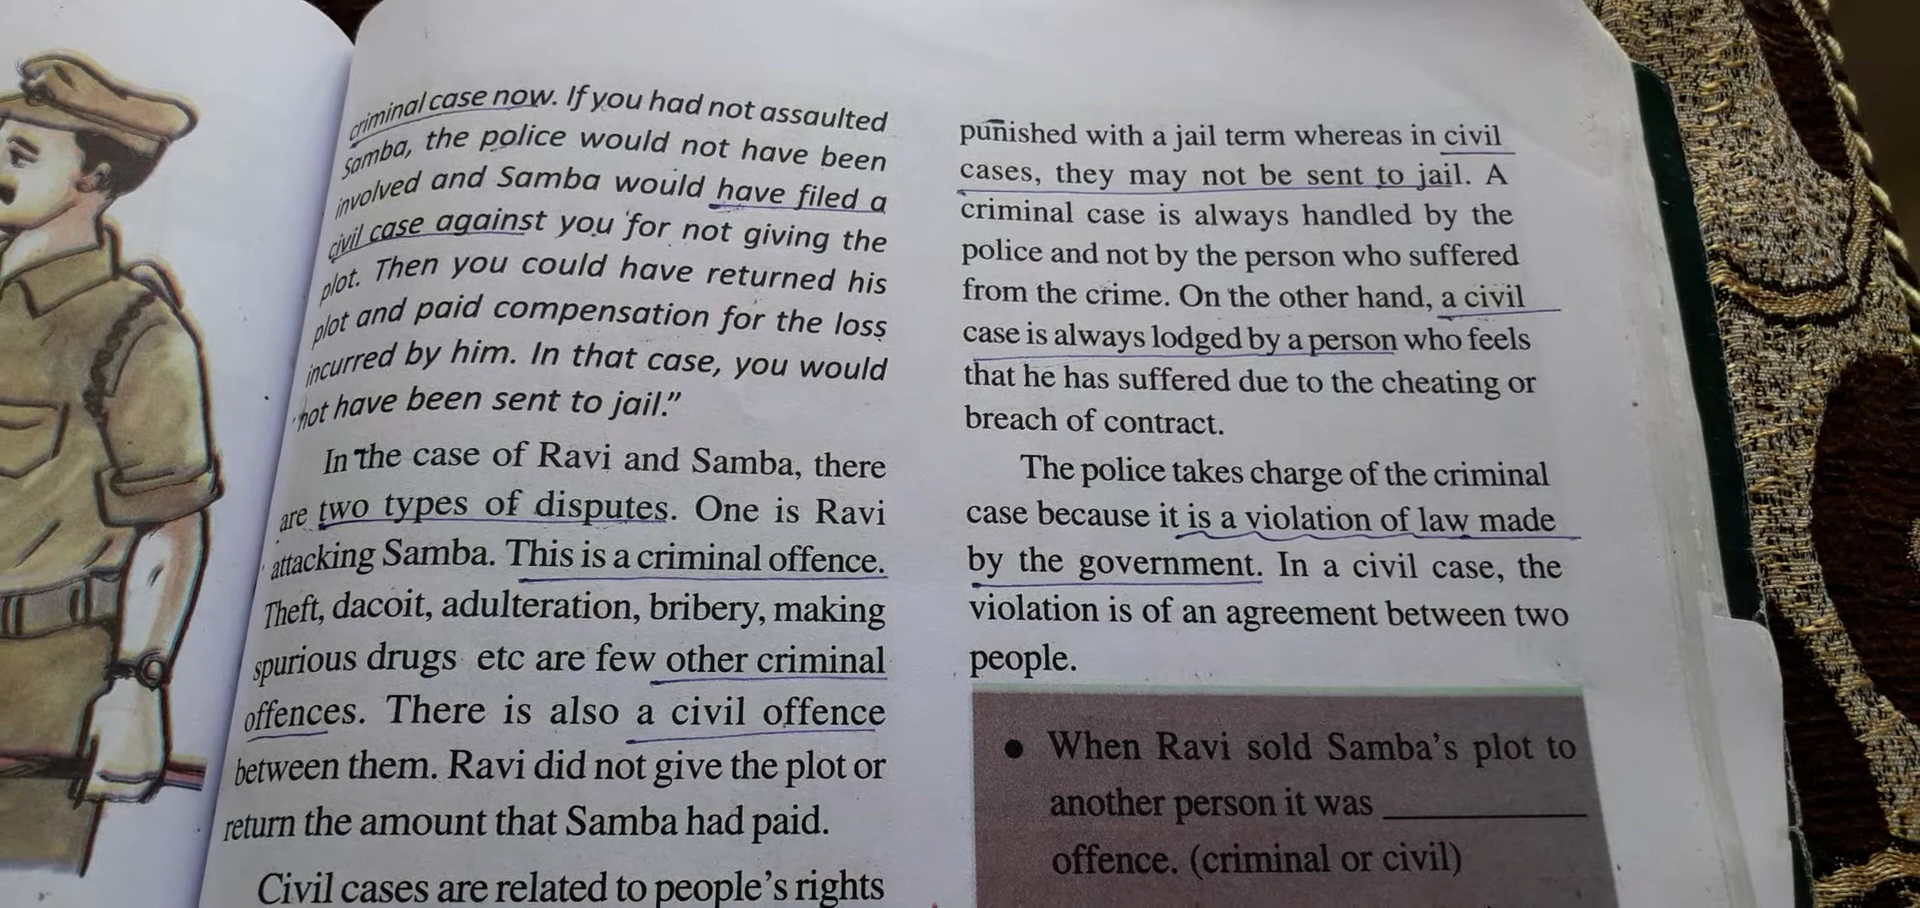 criminal case now. If you had not assaulted
Samba, the police would not have been
involved and Samba would have filed a
civil case against you for not giving the
plot. Then you could have returned his
plot and paid compensation for the loss
incurred by him. In that case, you would
not have been sent to jail.”
In the case of Ravi and Samba, there
are two types of disputes. One is Ravi
attacking Samba. This is a criminal offence.
Theft, dacoit, adulteration, bribery, making
spurious drugs etc are few other criminal
offences. There is also a civil offence
between them. Ravi did not give the plot or
return the amount that Samba had paid.
Civil cases are related to people’s rights
punished with a jail term whereas in civil
cases, they may not be sent to jail. A
criminal case is always handled by the
police and not by the person who suffered
from the crime. On the other hand, a civil
case is always lodged by a person who feels
that he has suffered due to the cheating or
breach of contract.
The police takes charge of the criminal
case because it is a violation of law made
by the government. In a civil case, the
violation is of an agreement between two
people.
● When Ravi sold Samba’s plot to
another person it was ____________
offence. (criminal or civil)